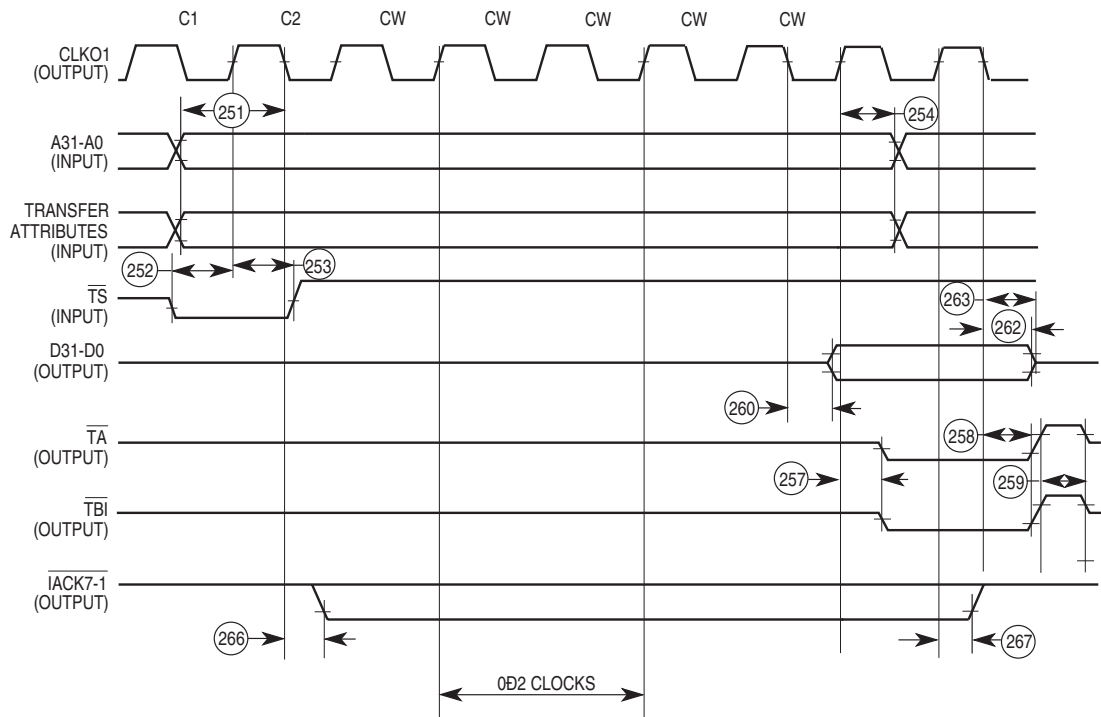 C1 C2 CW CW CW CW CW
CLKO1
(OUTPUT)
251
254
A31-A0
(INPUT)
TRANSFER
ATTRIBUTES
(INPUT)
252
253
TS
(INPUT)
263
262
D31-D0
(OUTPUT)
260
TA
(OUTPUT)
258
257
259
TBI
(OUTPUT)
IACK7-1
(OUTPUT)
266
267
0Ð2 CLOCKS